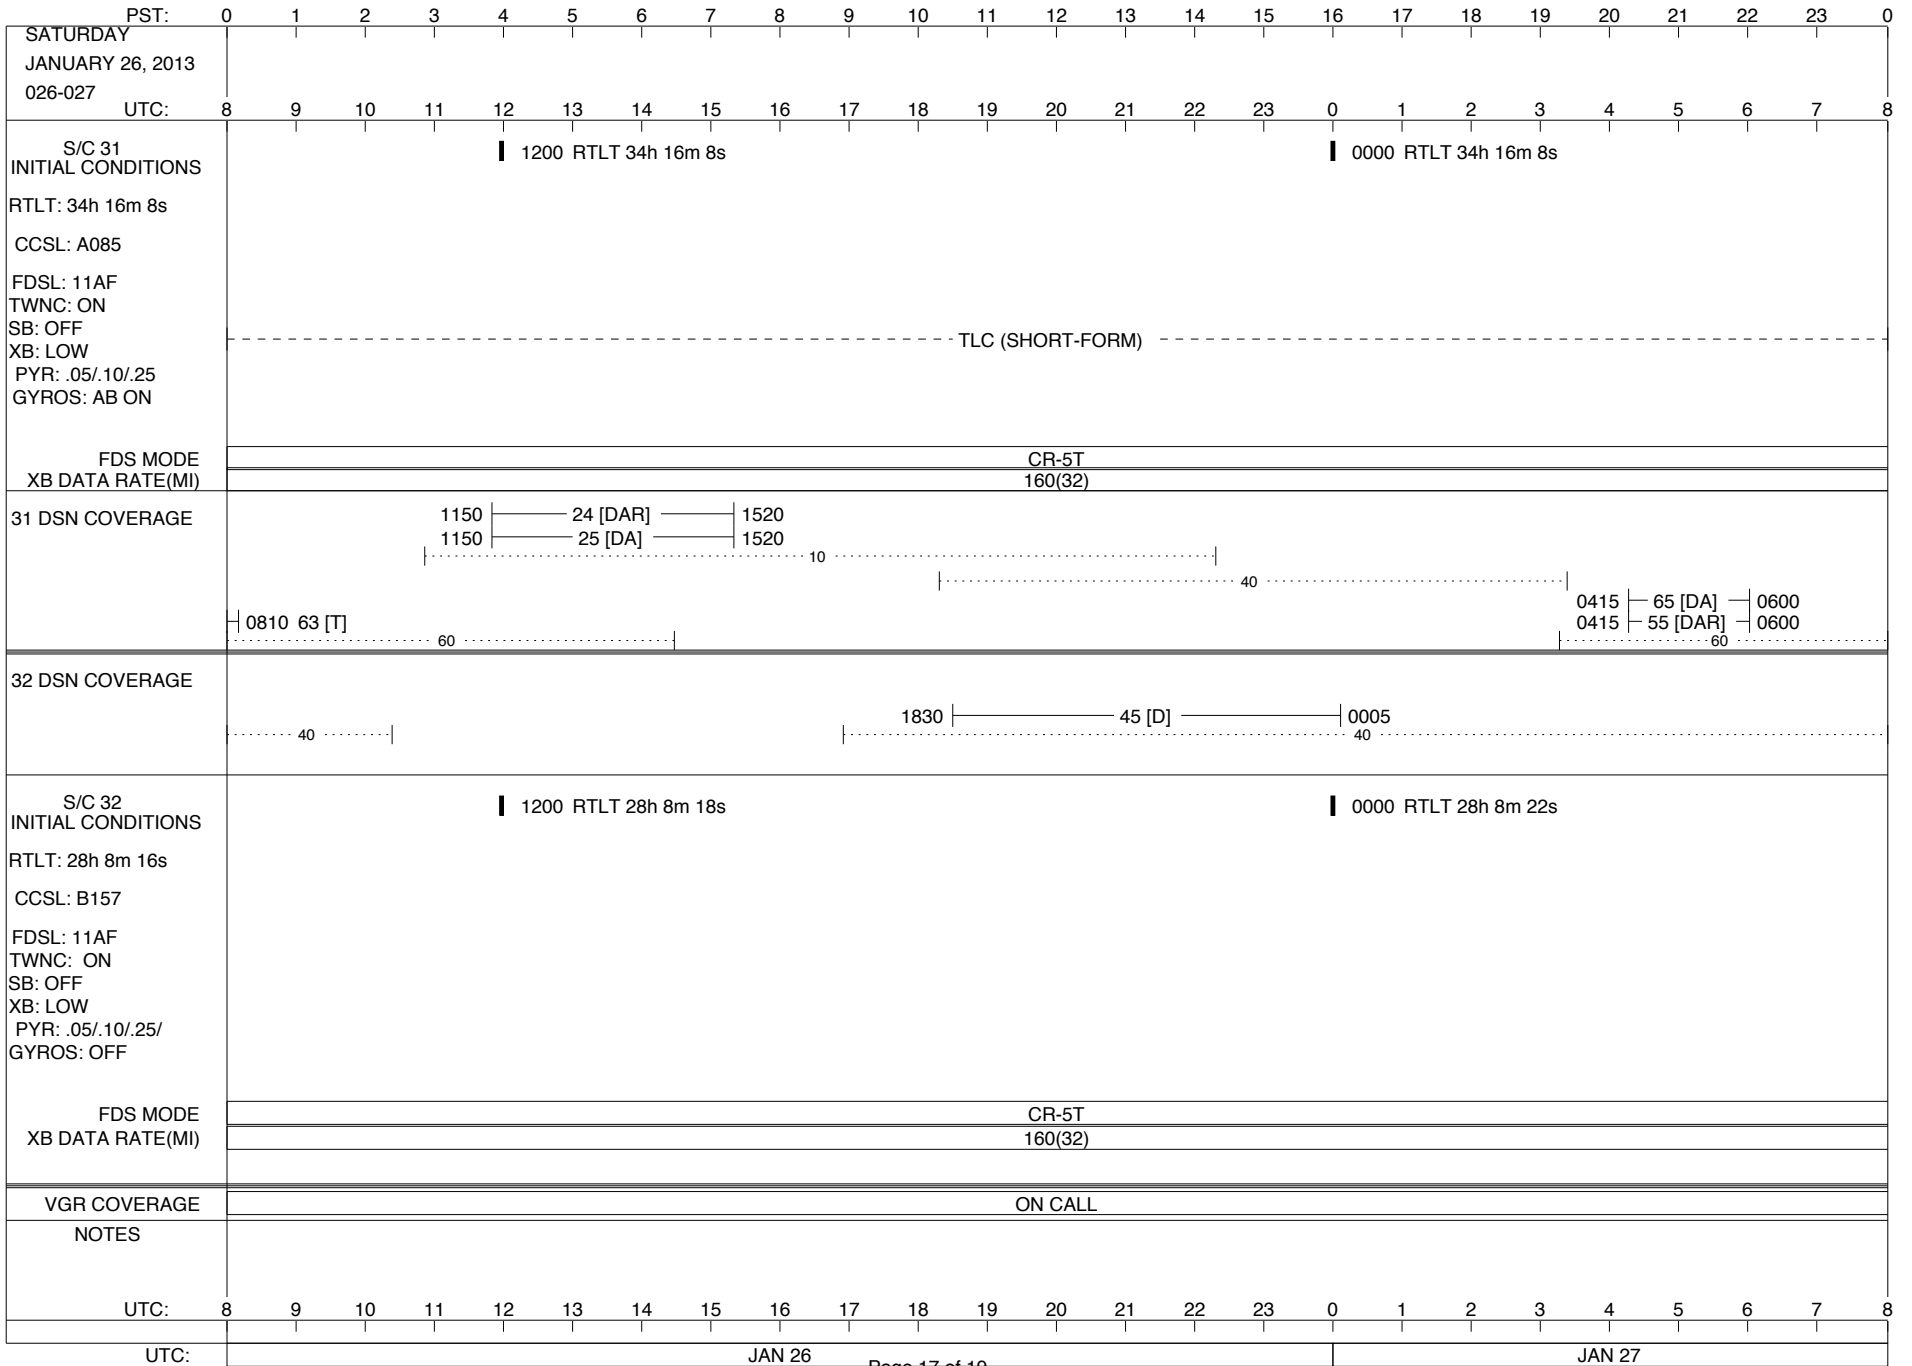 PST: 0 1 2 3 4 5 6 7 8 9 10 11 12 13 14 15 16 17 18 19 20 21 22 23 0
SATURDAY
JANUARY 26, 2013
026-027
UTC: 8 9 10 11 12 13 14 15 16 17 18 19 20 21 22 23 0 1 2 3 4 5 6 7 8
S/C 31
INITIAL CONDITIONS
1200 RTLT 34h 16m 8s 0000 RTLT 34h 16m 8s
RTLT: 34h 16m 8s
CCSL: A085
FDSL: 11AF
TWNC: ON
SB: OFF
TLC (SHORT-FORM)
XB: LOW
PYR: .05/.10/.25
GYROS: AB ON
FDS MODE CR-5T
XB DATA RATE(MI) 160(32)
31 DSN COVERAGE
1150 24 [DAR] 1520
1150 25 [DA] 1520
10
40
0415 65 [DA] 0600
0810 63 [T] 0415 55 [DAR] 0600
60 60
32 DSN COVERAGE
1830 45 [D] 0005
40 40
S/C 32
INITIAL CONDITIONS
1200 RTLT 28h 8m 18s 0000 RTLT 28h 8m 22s
RTLT: 28h 8m 16s
CCSL: B157
FDSL: 11AF
TWNC: ON
SB: OFF
XB: LOW
PYR: .05/.10/.25/
GYROS: OFF
FDS MODE CR-5T
XB DATA RATE(MI) 160(32)
VGR COVERAGE ON CALL
NOTES
UTC: 8 9 10 11 12 13 14 15 16 17 18 19 20 21 22 23 0 1 2 3 4 5 6 7 8
UTC: JAN 26 JAN 27
Page 17 of 19